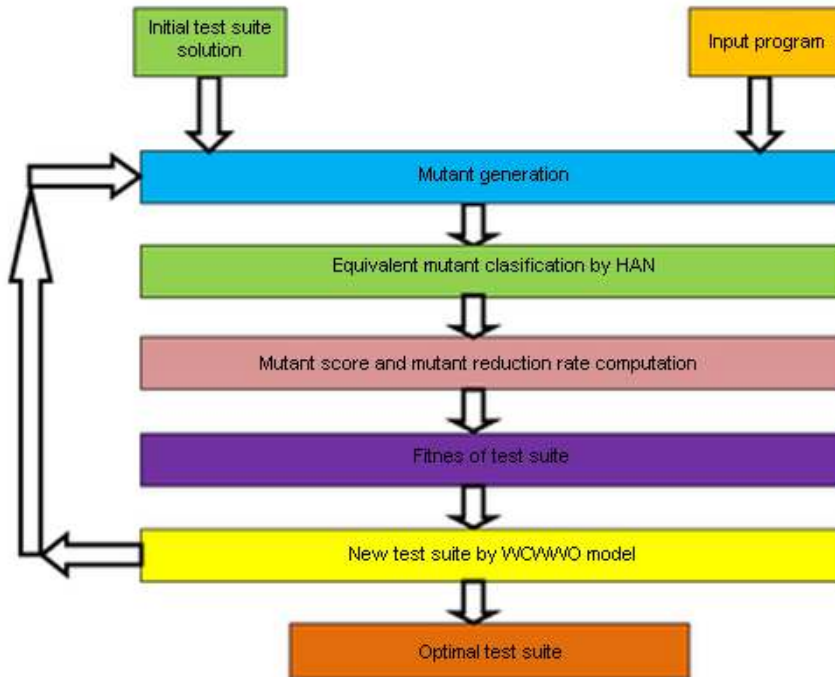 Initial test suite
solution
Input program
Mutant generation
Equivalent mutant clasification by HAN
Mutant score and mutant reduction rate computation
Fitnes of test suite
New test suite by WCWWO model
Optimal test suite